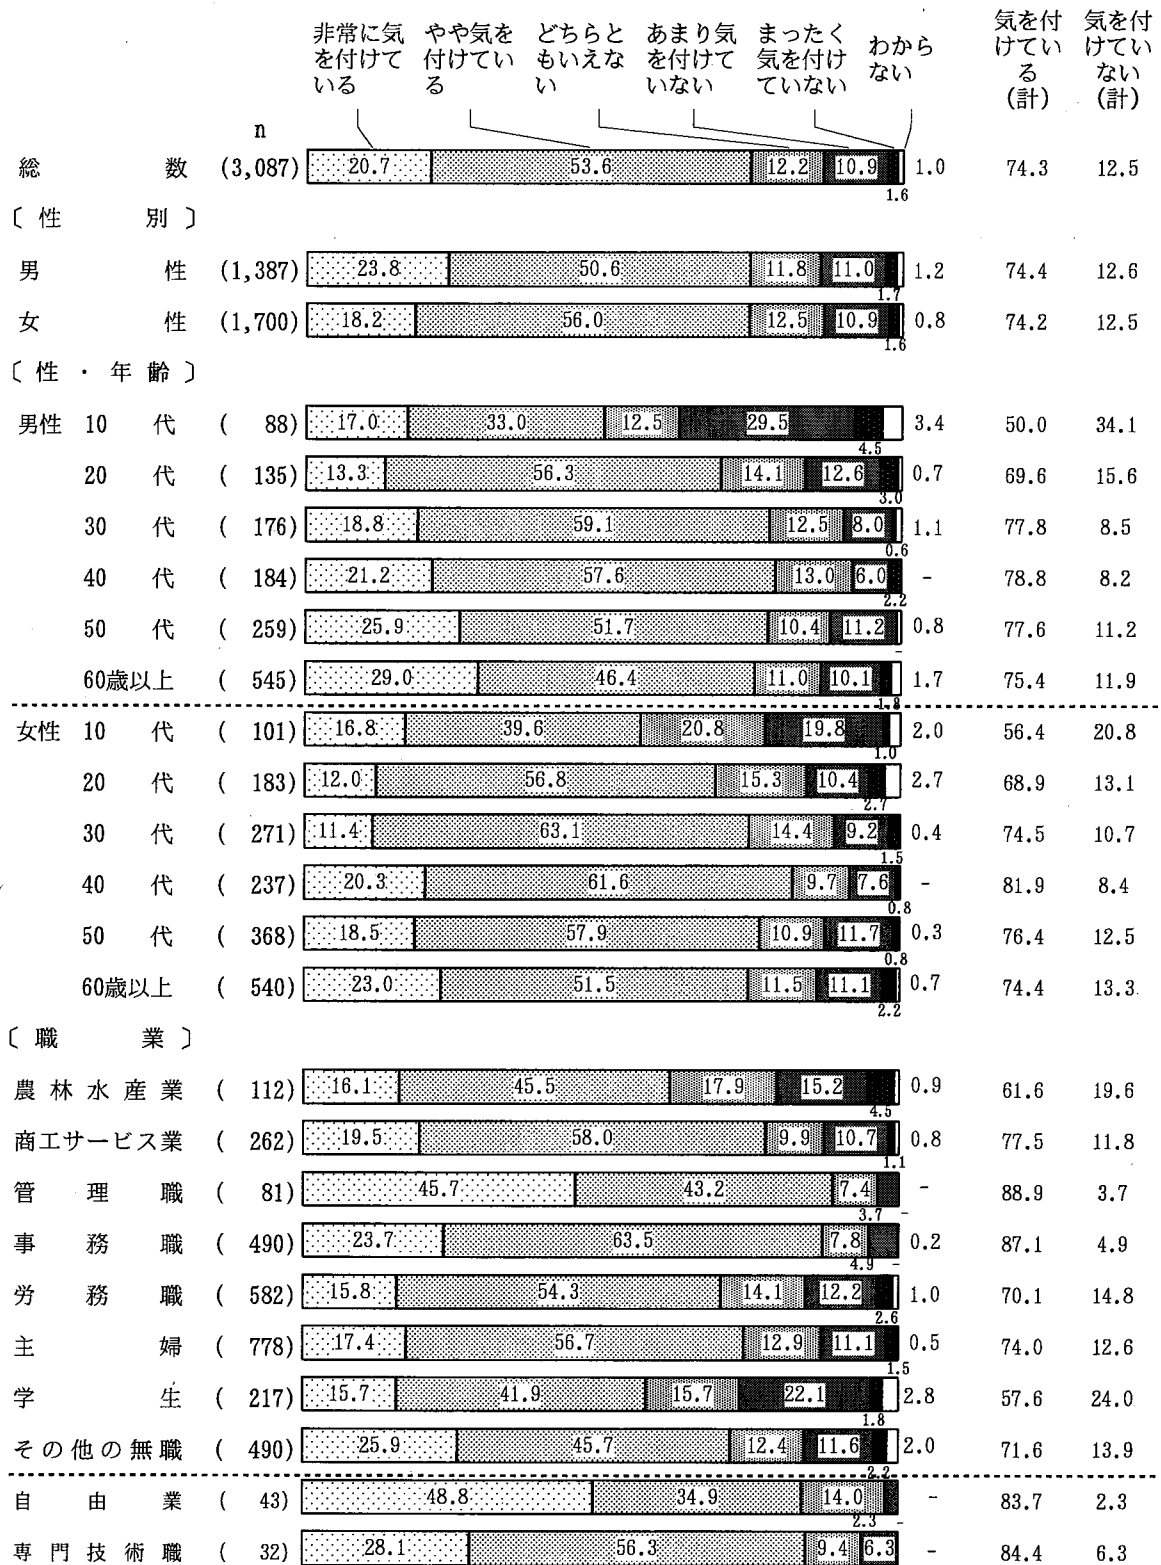 非常に気を付けている
やや気を付けている
どちらともいえない
あまり気を付けていない
まったく気を付けていない
わからない
気を付けている(計)
気を付けていない(計)
n
総 数 (3,087) 20.7 53.6 12.2 10.9 1.6 1.0 74.3 12.5
〔性 別〕
男 性 (1,387) 23.8 50.6 11.8 11.0 1.7 1.2 74.4 12.6
女 性 (1,700) 18.2 56.0 12.5 10.9 1.6 0.8 74.2 12.5
〔性・年齢〕
男性 10 代 ( 88) 17.0 33.0 12.5 29.5 4.5 3.4 50.0 34.1
20 代 ( 135) 13.3 56.3 14.1 12.6 3.0 0.7 69.6 15.6
30 代 ( 176) 18.8 59.1 12.5 8.0 0.6 1.1 77.8 8.5
40 代 ( 184) 21.2 57.6 13.0 6.0 2.2 - 78.8 8.2
50 代 ( 259) 25.9 51.7 10.4 11.2 - 0.8 77.6 11.2
60歳以上 ( 545) 29.0 46.4 11.0 10.1 1.8 1.7 75.4 11.9
女性 10 代 ( 101) 16.8 39.6 20.8 19.8 1.0 2.0 56.4 20.8
20 代 ( 183) 12.0 56.8 15.3 10.4 2.7 2.7 68.9 13.1
30 代 ( 271) 11.4 63.1 14.4 9.2 1.5 0.4 74.5 10.7
40 代 ( 237) 20.3 61.6 9.7 7.6 0.8 - 81.9 8.4
50 代 ( 368) 18.5 57.9 10.9 11.7 0.8 0.3 76.4 12.5
60歳以上 ( 540) 23.0 51.5 11.5 11.1 2.2 0.7 74.4 13.3
〔職 業〕
農林水産業 ( 112) 16.1 45.5 17.9 15.2 4.5 0.9 61.6 19.6
商工サービス業 ( 262) 19.5 58.0 9.9 10.7 1.1 0.8 77.5 11.8
管理職 ( 81) 45.7 43.2 7.4 3.7 - - 88.9 3.7
事務職 ( 490) 23.7 63.5 7.8 4.9 - 0.2 87.1 4.9
労務職 ( 582) 15.8 54.3 14.1 12.2 2.6 1.0 70.1 14.8
主婦 ( 778) 17.4 56.7 12.9 11.1 1.5 0.5 74.0 12.6
学生 ( 217) 15.7 41.9 15.7 22.1 1.8 2.8 57.6 24.0
その他の無職 ( 490) 25.9 45.7 12.4 11.6 2.2 2.0 71.6 13.9
自由業 ( 43) 48.8 34.9 14.0 2.3 - - 83.7 2.3
専門技術職 ( 32) 28.1 56.3 9.4 6.3 - 84.4 6.3